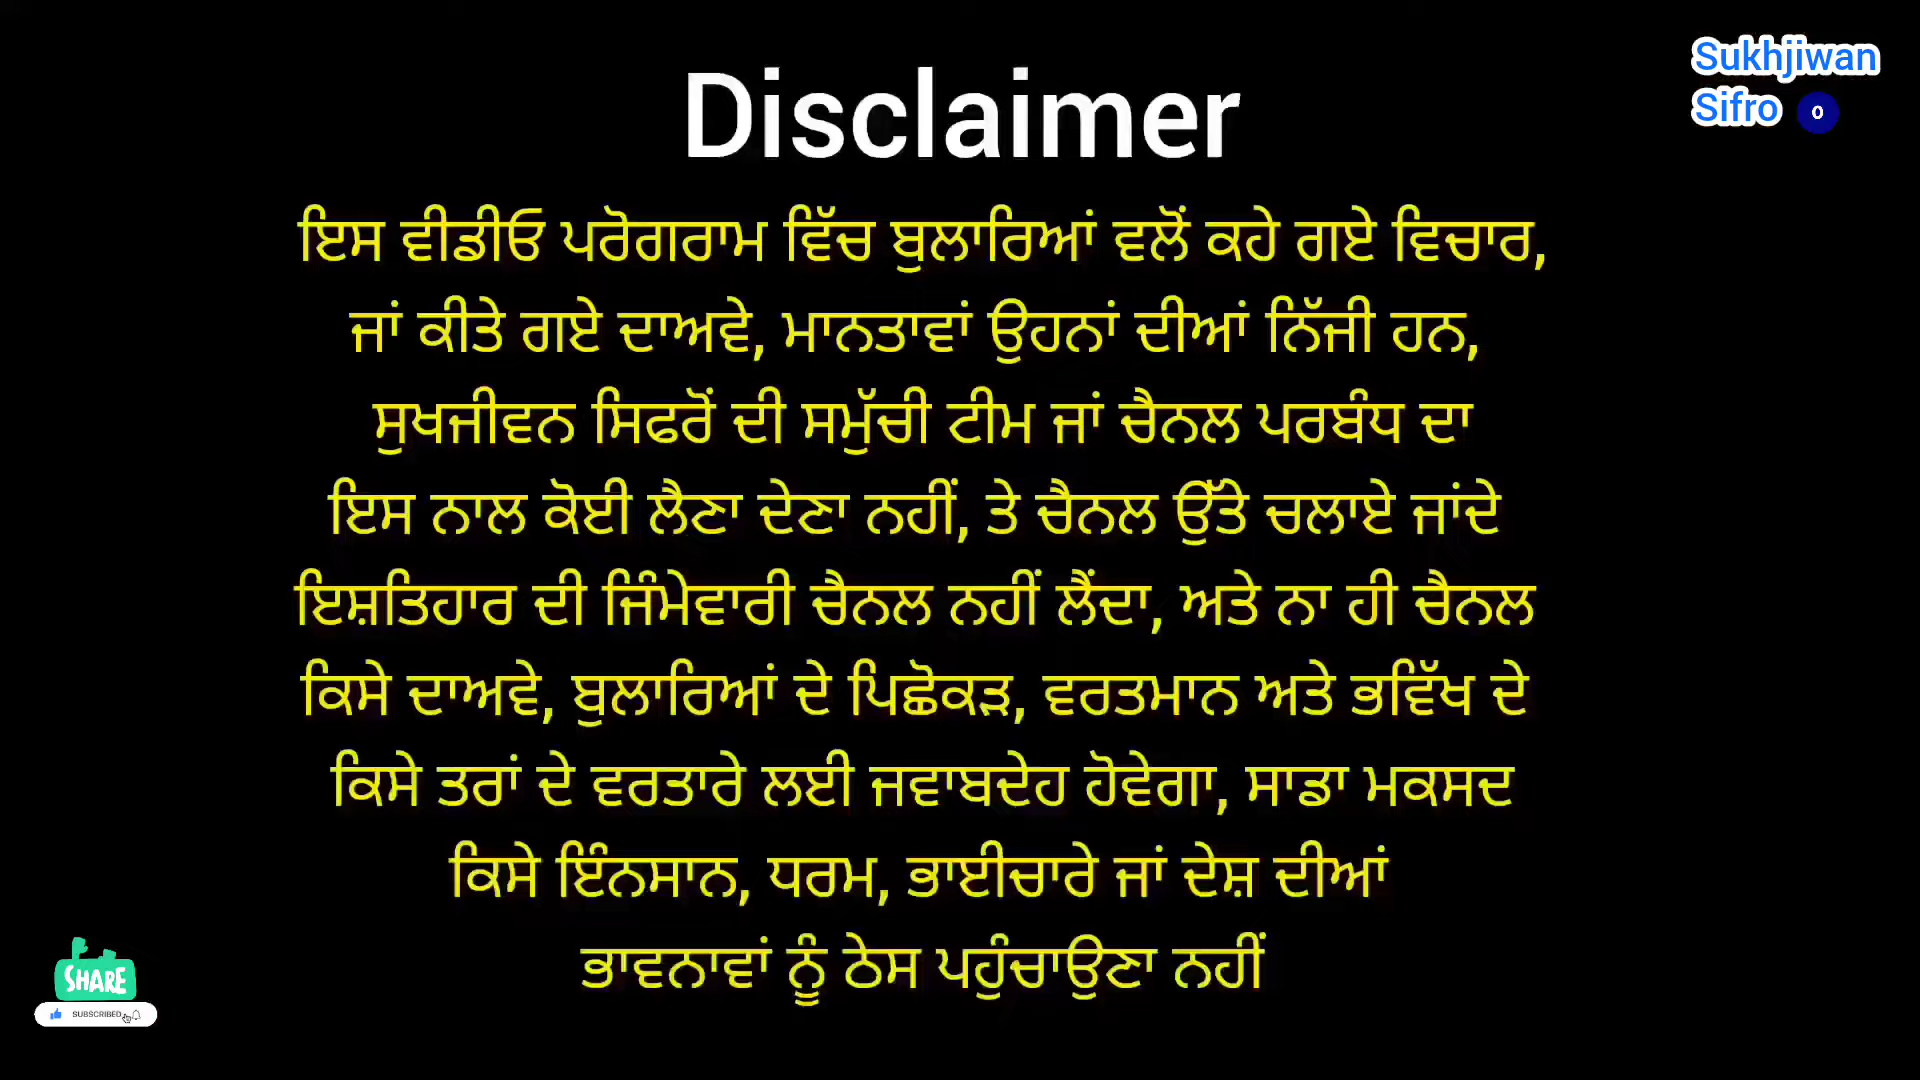 Disclaimer
Sukhjiwan
Sifro 0
ਇਸ ਵੀਡੀਓ ਪਰੋਗਰਾਮ ਵਿੱਚ ਬੁਲਾਰਿਆਂ ਵਲੋਂ ਕਹੇ ਗਏ ਵਿਚਾਰ,
ਜਾਂ ਕੀਤੇ ਗਏ ਦਾਅਵੇ, ਮਾਨਤਾਵਾਂ ਉਹਨਾਂ ਦੀਆਂ ਨਿੱਜੀ ਹਨ,
ਸੁਖਜੀਵਨ ਸਿਫਰੋਂ ਦੀ ਸਮੁੱਚੀ ਟੀਮ ਜਾਂ ਚੈਨਲ ਪਰਬੰਧ ਦਾ
ਇਸ ਨਾਲ ਕੋਈ ਲੈਣਾ ਦੇਣਾ ਨਹੀਂ, ਤੇ ਚੈਨਲ ਉੱਤੇ ਚਲਾਏ ਜਾਂਦੇ
ਇਸ਼ਤਿਹਾਰ ਦੀ ਜਿੰਮੇਵਾਰੀ ਚੈਨਲ ਨਹੀਂ ਲੈਂਦਾ, ਅਤੇ ਨਾ ਹੀ ਚੈਨਲ
ਕਿਸੇ ਦਾਅਵੇ, ਬੁਲਾਰਿਆਂ ਦੇ ਪਿਛੋਕੜ, ਵਰਤਮਾਨ ਅਤੇ ਭਵਿੱਖ ਦੇ
ਕਿਸੇ ਤਰਾਂ ਦੇ ਵਰਤਾਰੇ ਲਈ ਜਵਾਬਦੇਹ ਹੋਵੇਗਾ, ਸਾਡਾ ਮਕਸਦ
ਕਿਸੇ ਇੰਨਸਾਨ, ਧਰਮ, ਭਾਈਚਾਰੇ ਜਾਂ ਦੇਸ਼ ਦੀਆਂ
ਭਾਵਨਾਵਾਂ ਨੂੰ ਠੇਸ ਪਹੁੰਚਾਉਣਾ ਨਹੀਂ
SHARE
SUBSCRIBED